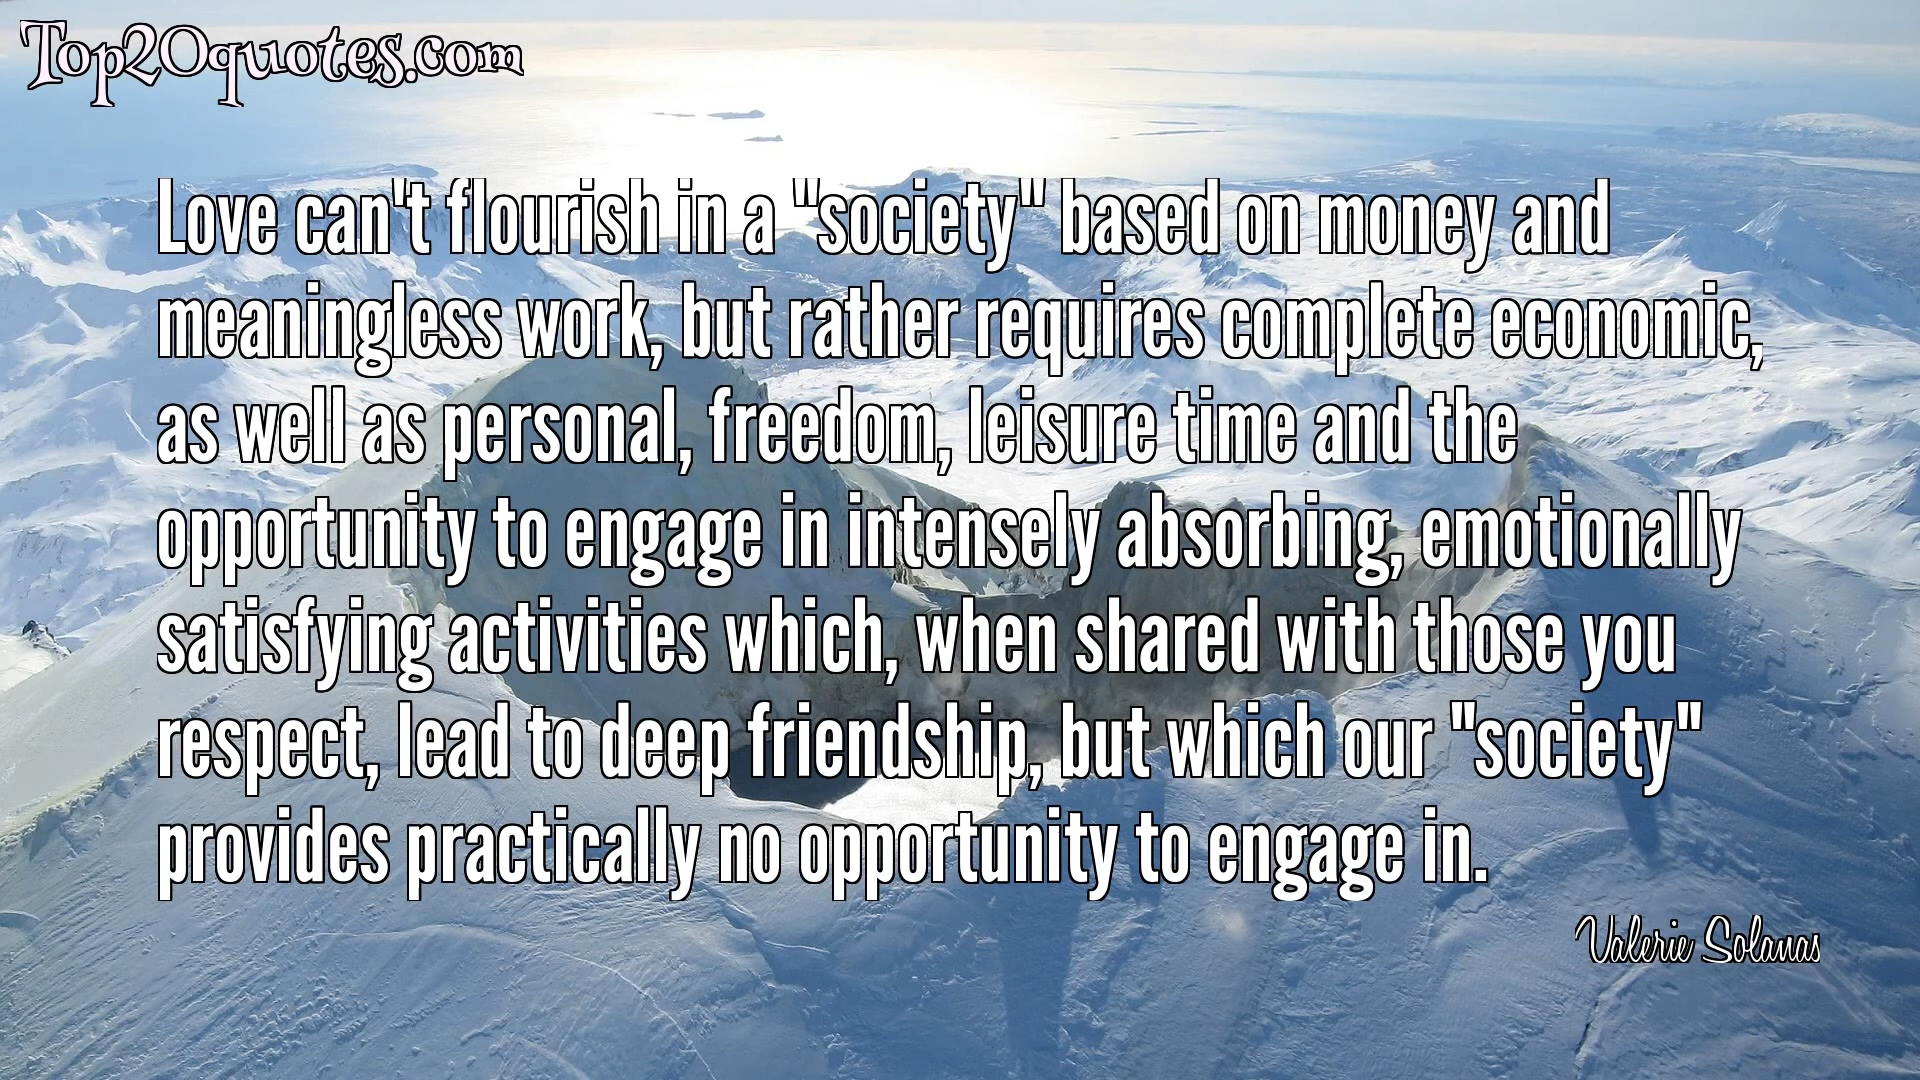 Top20quotes.com
Love can't flourish in a "society" based on money and
meaningless work, but rather requires complete economic,
as well as personal, freedom, leisure time and the
opportunity to engage in intensely absorbing, emotionally
satisfying activities which, when shared with those you
respect, lead to deep friendship, but which our "society"
provides practically no opportunity to engage in.
Valerie Solanas